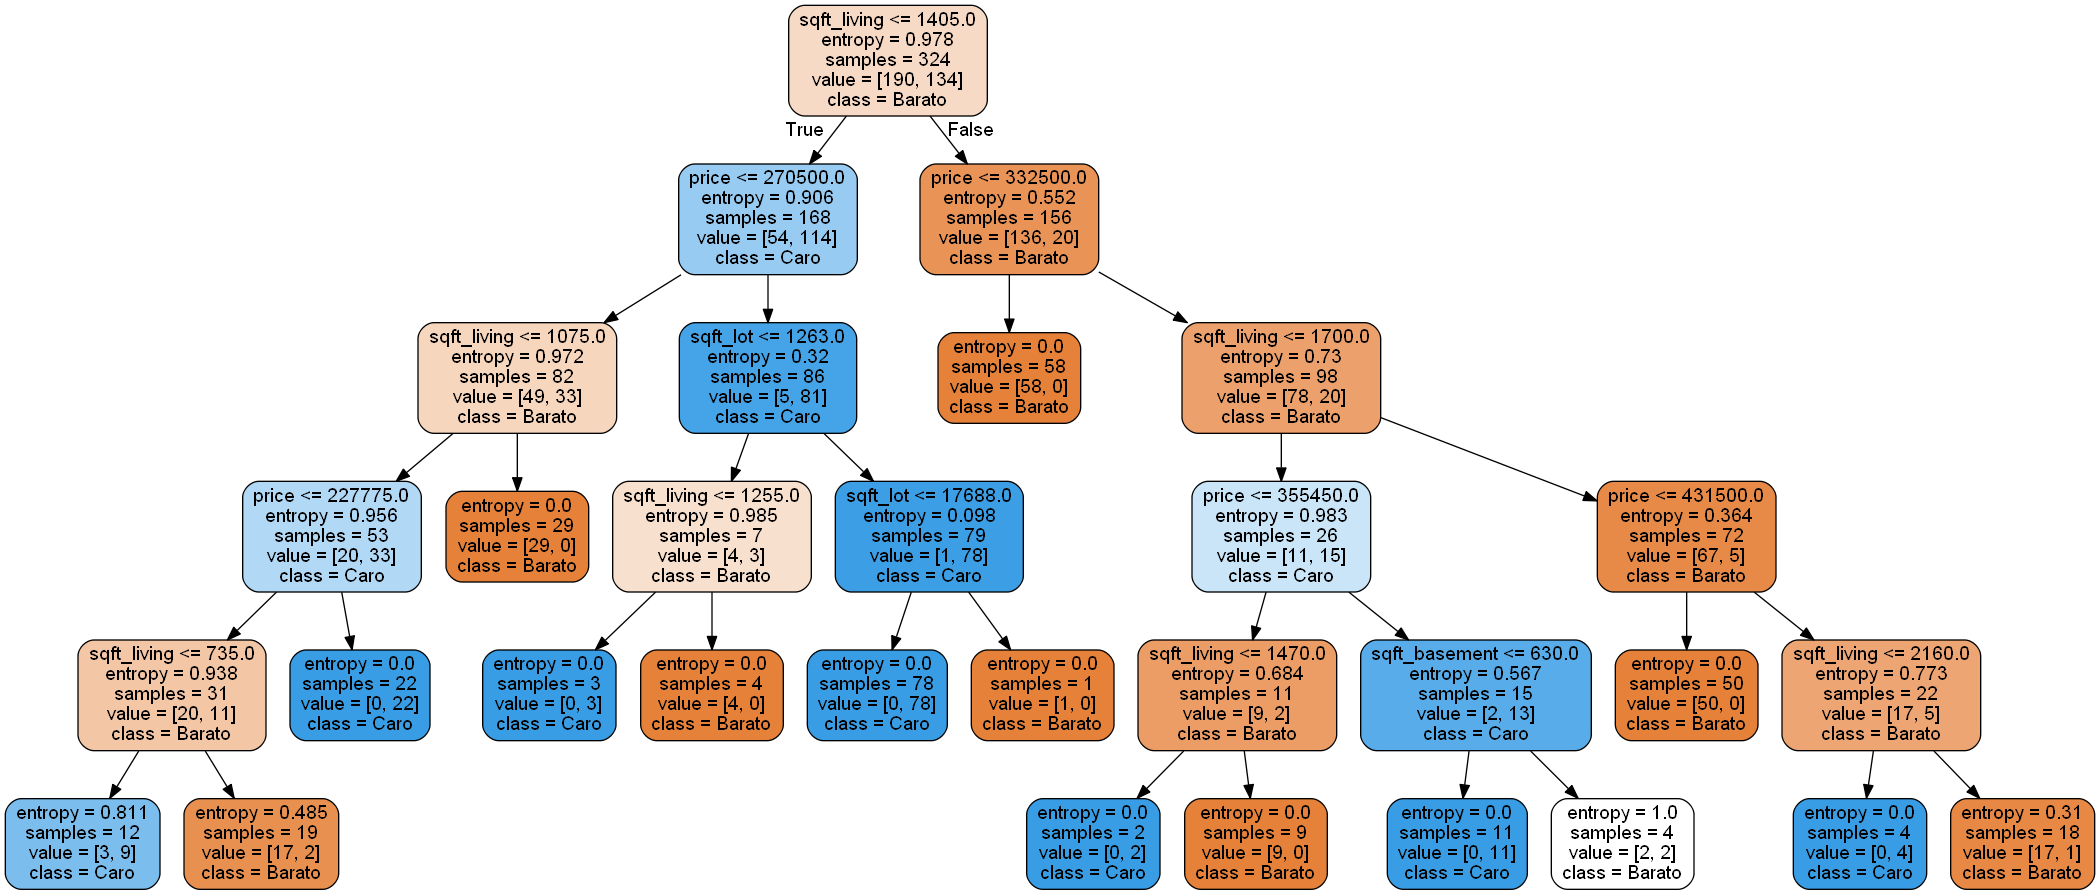 sqft_living <= 1405.0
entropy = 0.978
samples = 324
value = [190, 134]
class = Barato
True
False
price <= 270500.0
entropy = 0.906
samples = 168
value = [54, 114]
class = Caro
price <= 332500.0
entropy = 0.552
samples = 156
value = [136, 20]
class = Barato
sqft_living <= 1075.0
entropy = 0.972
samples = 82
value = [49, 33]
class = Barato
sqft_lot <= 1263.0
entropy = 0.32
samples = 86
value = [5, 81]
class = Caro
entropy = 0.0
samples = 58
value = [58, 0]
class = Barato
sqft_living <= 1700.0
entropy = 0.73
samples = 98
value = [78, 20]
class = Barato
price <= 227775.0
entropy = 0.956
samples = 53
value = [20, 33]
class = Caro
entropy = 0.0
samples = 29
value = [29, 0]
class = Barato
sqft_living <= 1255.0
entropy = 0.985
samples = 7
value = [4, 3]
class = Barato
sqft_lot <= 17688.0
entropy = 0.098
samples = 79
value = [1, 78]
class = Caro
price <= 355450.0
entropy = 0.983
samples = 26
value = [11, 15]
class = Caro
price <= 431500.0
entropy = 0.364
samples = 72
value = [67, 5]
class = Barato
sqft_living <= 735.0
entropy = 0.938
samples = 31
value = [20, 11]
class = Barato
entropy = 0.0
samples = 22
value = [0, 22]
class = Caro
entropy = 0.0
samples = 3
value = [0, 3]
class = Caro
entropy = 0.0
samples = 4
value = [4, 0]
class = Barato
entropy = 0.0
samples = 78
value = [0, 78]
class = Caro
entropy = 0.0
samples = 1
value = [1, 0]
class = Barato
sqft_living <= 1470.0
entropy = 0.684
samples = 11
value = [9, 2]
class = Barato
sqft_basement <= 630.0
entropy = 0.567
samples = 15
value = [2, 13]
class = Caro
entropy = 0.0
samples = 50
value = [50, 0]
class = Barato
sqft_living <= 2160.0
entropy = 0.773
samples = 22
value = [17, 5]
class = Barato
entropy = 0.811
samples = 12
value = [3, 9]
class = Caro
entropy = 0.485
samples = 19
value = [17, 2]
class = Barato
entropy = 0.0
samples = 2
value = [0, 2]
class = Caro
entropy = 0.0
samples = 9
value = [9, 0]
class = Barato
entropy = 0.0
samples = 11
value = [0, 11]
class = Caro
entropy = 1.0
samples = 4
value = [2, 2]
class = Barato
entropy = 0.0
samples = 4
value = [0, 4]
class = Caro
entropy = 0.31
samples = 18
value = [17, 1]
class = Barato